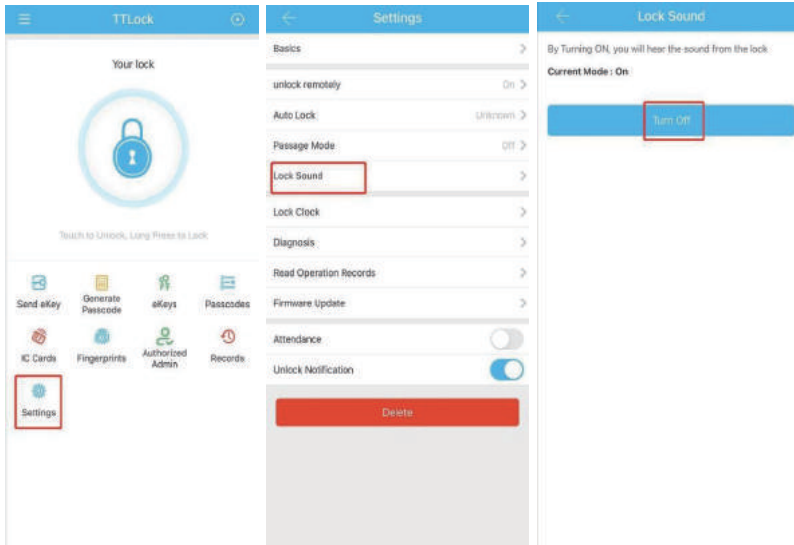 TTLock
Your lock
Touch to Unlock, Long Press to Lock
Send eKey
Generate
Passcode
eKeys
Passcodes
IC Cards
Fingerprints
Authorized
Admin
Records
Settings
Settings
Basics
unlock remotely On
Auto Lock Unknown
Passage Mode Off
Lock Sound
Lock Clock
Diagnosis
Read Operation Records
Firmware Update
Attendance
Unlock Notification
Delete
Lock Sound
By Turning ON, you will hear the sound from the lock
Current Mode : On
Turn Off